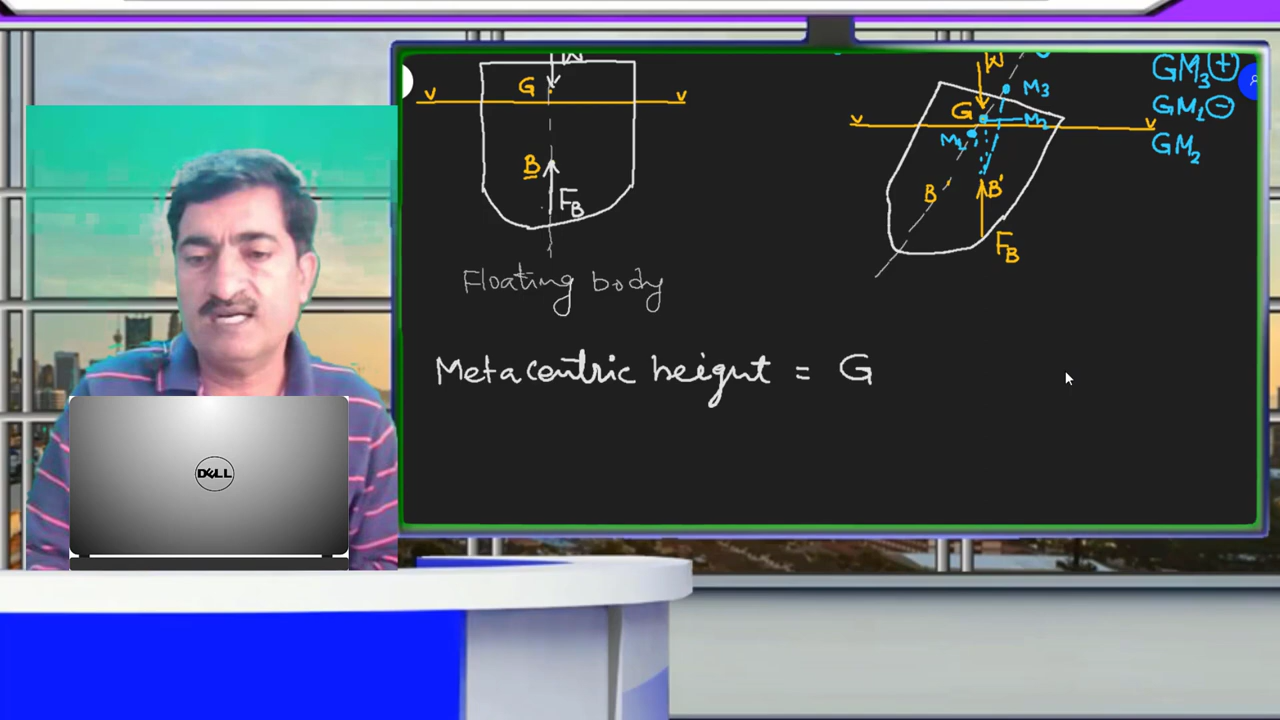 W
G
B
F_B
Floating body
W
M3
G
M2
M1
B
B'
F_B
GM3 (+)
GM1 (-)
GM2
Metacentric height = G
DELL